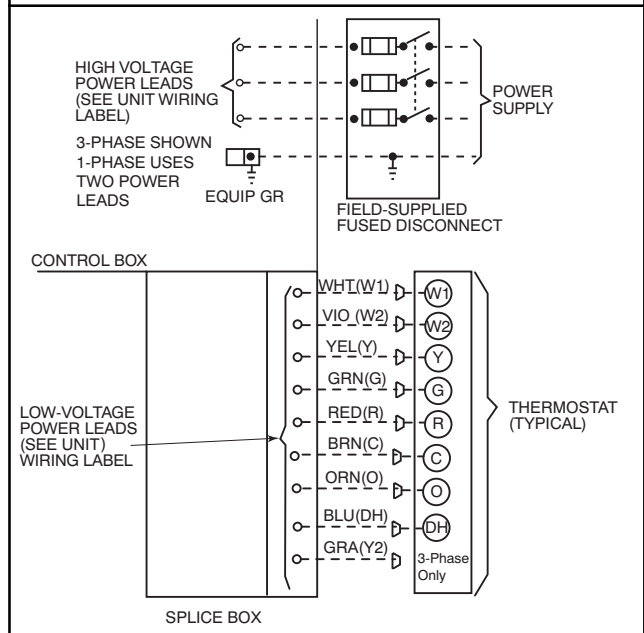 HIGH VOLTAGE
POWER LEADS
(SEE UNIT WIRING
LABEL)
POWER
SUPPLY
3-PHASE SHOWN
1-PHASE USES
TWO POWER
LEADS
EQUIP GR
FIELD-SUPPLIED
FUSED DISCONNECT
CONTROL BOX
WHT(W1) W1
VIO (W2) W2
YEL(Y) Y
GRN(G) G
RED(R) R
BRN(C) C
ORN(O) O
BLU(DH) DH
GRA(Y2) 3-Phase
Only
LOW-VOLTAGE
POWER LEADS
(SEE UNIT)
WIRING LABEL
THERMOSTAT
(TYPICAL)
SPLICE BOX